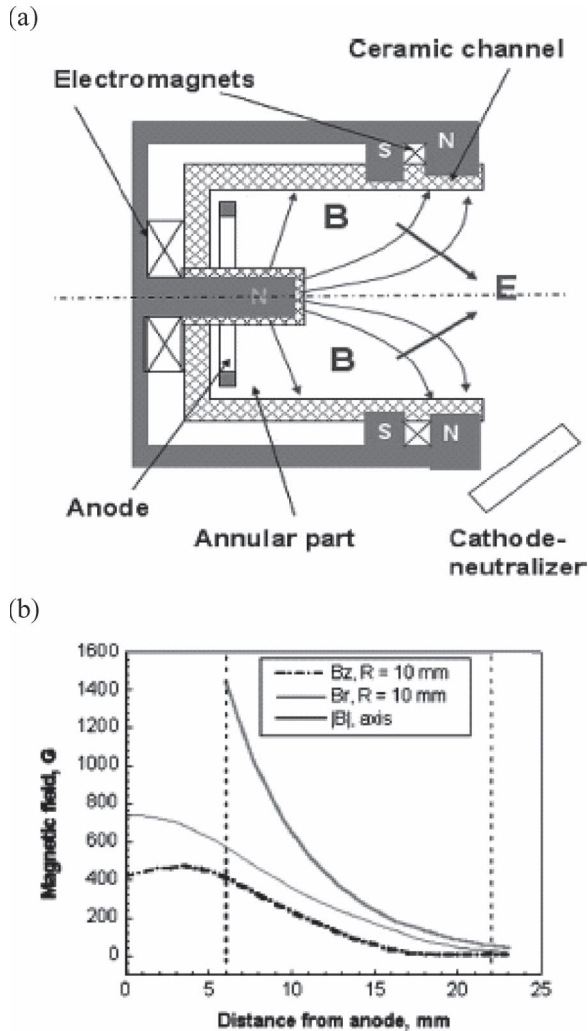 (a)
Electromagnets
Ceramic channel
S
N
B
E
N
B
S
N
Anode
Annular part
Cathode-
neutralizer
(b)
1600
1400
1200
1000
800
600
400
200
0
Magnetic field, G
Bz, R = 10 mm
Br, R = 10 mm
|B|, axis
0 5 10 15 20 25
Distance from anode, mm